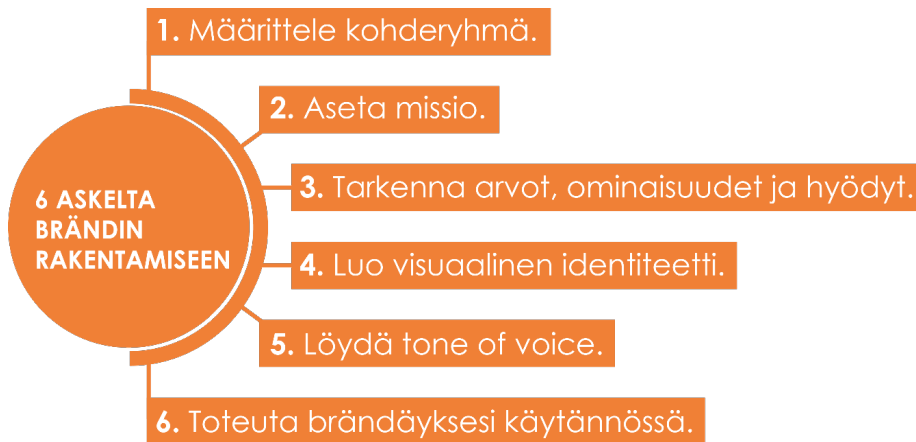 1. Määrittele kohderyhmä.
2. Aseta missio.
3. Tarkenna arvot, ominaisuudet ja hyödyt.
6 ASKELTA
BRÄNDIN
RAKENTAMISEEN
4. Luo visuaalinen identiteetti.
5. Löydä tone of voice.
6. Toteuta brändäyksesi käytännössä.